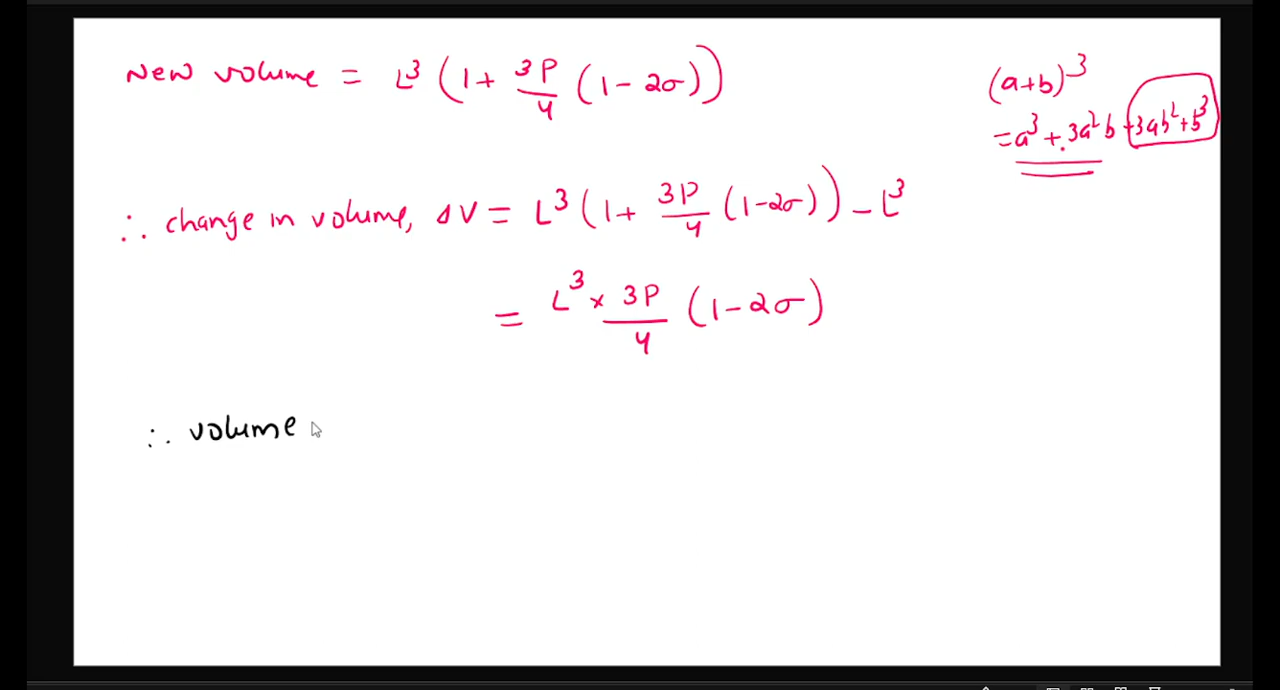 New volume = L³ (1 + 3P/4 (1 - 2σ))
(a+b)³
= a³ + 3a²b + 3ab² + b³
∴ change in volume, ΔV = L³ (1 + 3P/4 (1-2σ)) - L³
= L³ × 3P/4 (1-2σ)
∴ volume